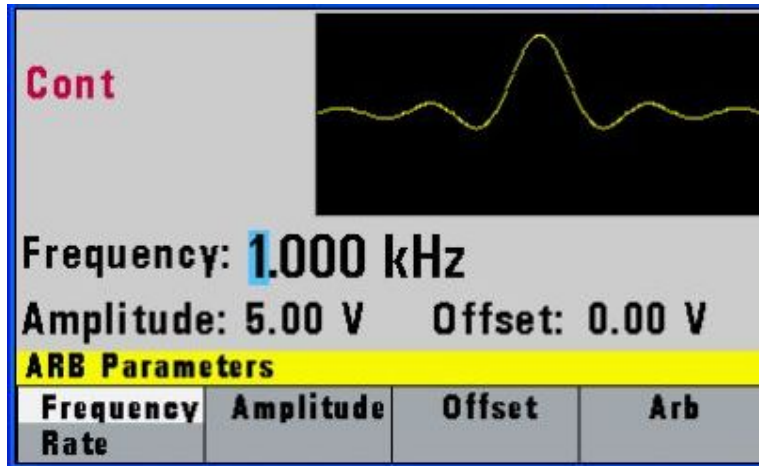 Cont
Frequency: 1.000 kHz
Amplitude: 5.00 V Offset: 0.00 V
ARB Parameters
Frequency Amplitude Offset Arb
Rate